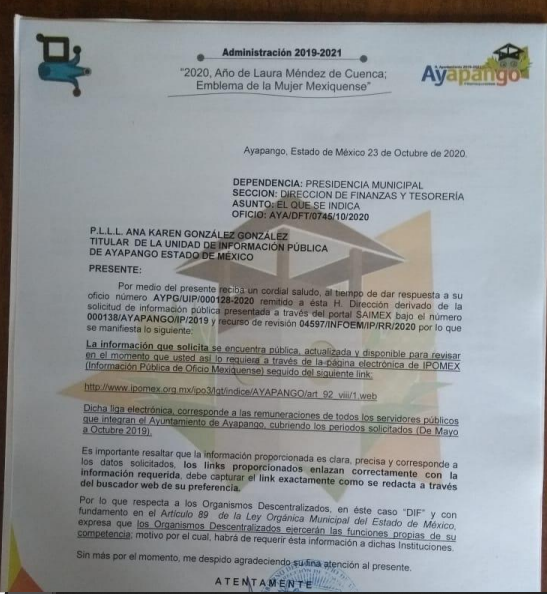 Administración 2019-2021
"2020, Año de Laura Méndez de Cuenca;
Emblema de la Mujer Mexiquense"
Ayapango
Ayapango, Estado de México 23 de Octubre de 2020.
DEPENDENCIA: PRESIDENCIA MUNICIPAL
SECCION: DIRECCION DE FINANZAS Y TESORERÍA
ASUNTO: EL QUE SE INDICA
OFICIO: AYA/DFT/0745/10/2020
P.L.L.L. ANA KAREN GONZÁLEZ GONZÁLEZ
TITULAR DE LA UNIDAD DE INFORMACIÓN PÚBLICA
DE AYAPANGO ESTADO DE MÉXICO
PRESENTE:
Por medio del presente reciba un cordial saludo, al tiempo de dar respuesta a su
oficio número AYPG/UIP/000128-2020 remitido a ésta H. Dirección derivado de la
solicitud de información pública presentada a través del portal SAIMEX bajo el número
000138/AYAPANGO/IP/2019 y recurso de revisión 04597/INFOEM/IP/RR/2020 por lo que
se manifiesta lo siguiente:
La información que solicita se encuentra pública, actualizada y disponible para revisar
en el momento que usted así lo requiera a través de la página electrónica de IPOMEX
(Información Pública de Oficio Mexiquense) seguido del siguiente link:
http://www.ipomex.org.mx/ipo3/lgt/indice/AYAPANGO/art_92_viii/1.web
Dicha liga electrónica, corresponde a las remuneraciones de todos los servidores públicos
que integran el Ayuntamiento de Ayapango, cubriendo los periodos solicitados (De Mayo
a Octubre 2019).
Es importante resaltar que la información proporcionada es clara, precisa y corresponde a
los datos solicitados, los links proporcionados enlazan correctamente con la
información requerida, debe capturar el link exactamente como se redacta a través
del buscador web de su preferencia.
Por lo que respecta a los Organismos Descentralizados, en éste caso "DIF" y con
fundamento en el Artículo 89 de la Ley Orgánica Municipal del Estado de México,
expresa que los Organismos Descentralizados ejercerán las funciones propias de su
competencia; motivo por el cual, habrá de requerir ésta información a dichas Instituciones.
Sin más por el momento, me despido agradeciendo su fina atención al presente.
ATENTAMENTE